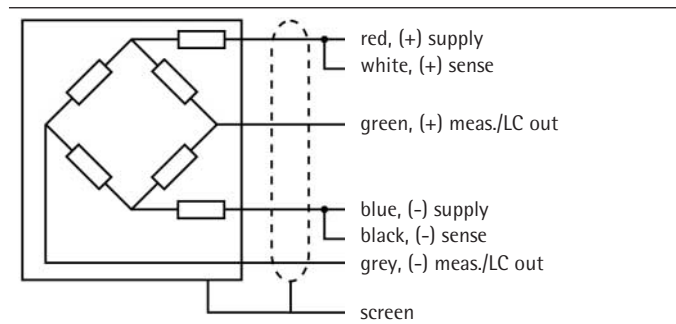 red, (+) supply
white, (+) sense
green, (+) meas./LC out
blue, (-) supply
black, (-) sense
grey, (-) meas./LC out
screen